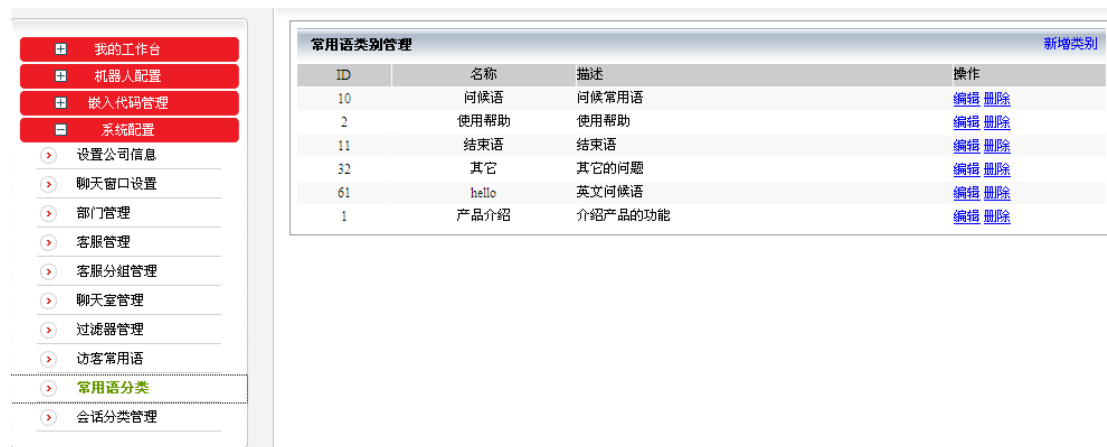 我的工作台
机器人配置
嵌入代码管理
系统配置
设置公司信息
聊天窗口设置
部门管理
客服管理
客服分组管理
聊天室管理
过滤器管理
访客常用语
常用语分类
会话分类管理
常用语类别管理 新增类别
ID 名称 描述 操作
10 问候语 问候常用语 编辑 删除
2 使用帮助 使用帮助 编辑 删除
11 结束语 结束语 编辑 删除
32 其它 其它的问题 编辑 删除
61 hello 英文问候语 编辑 删除
1 产品介绍 介绍产品的功能 编辑 删除